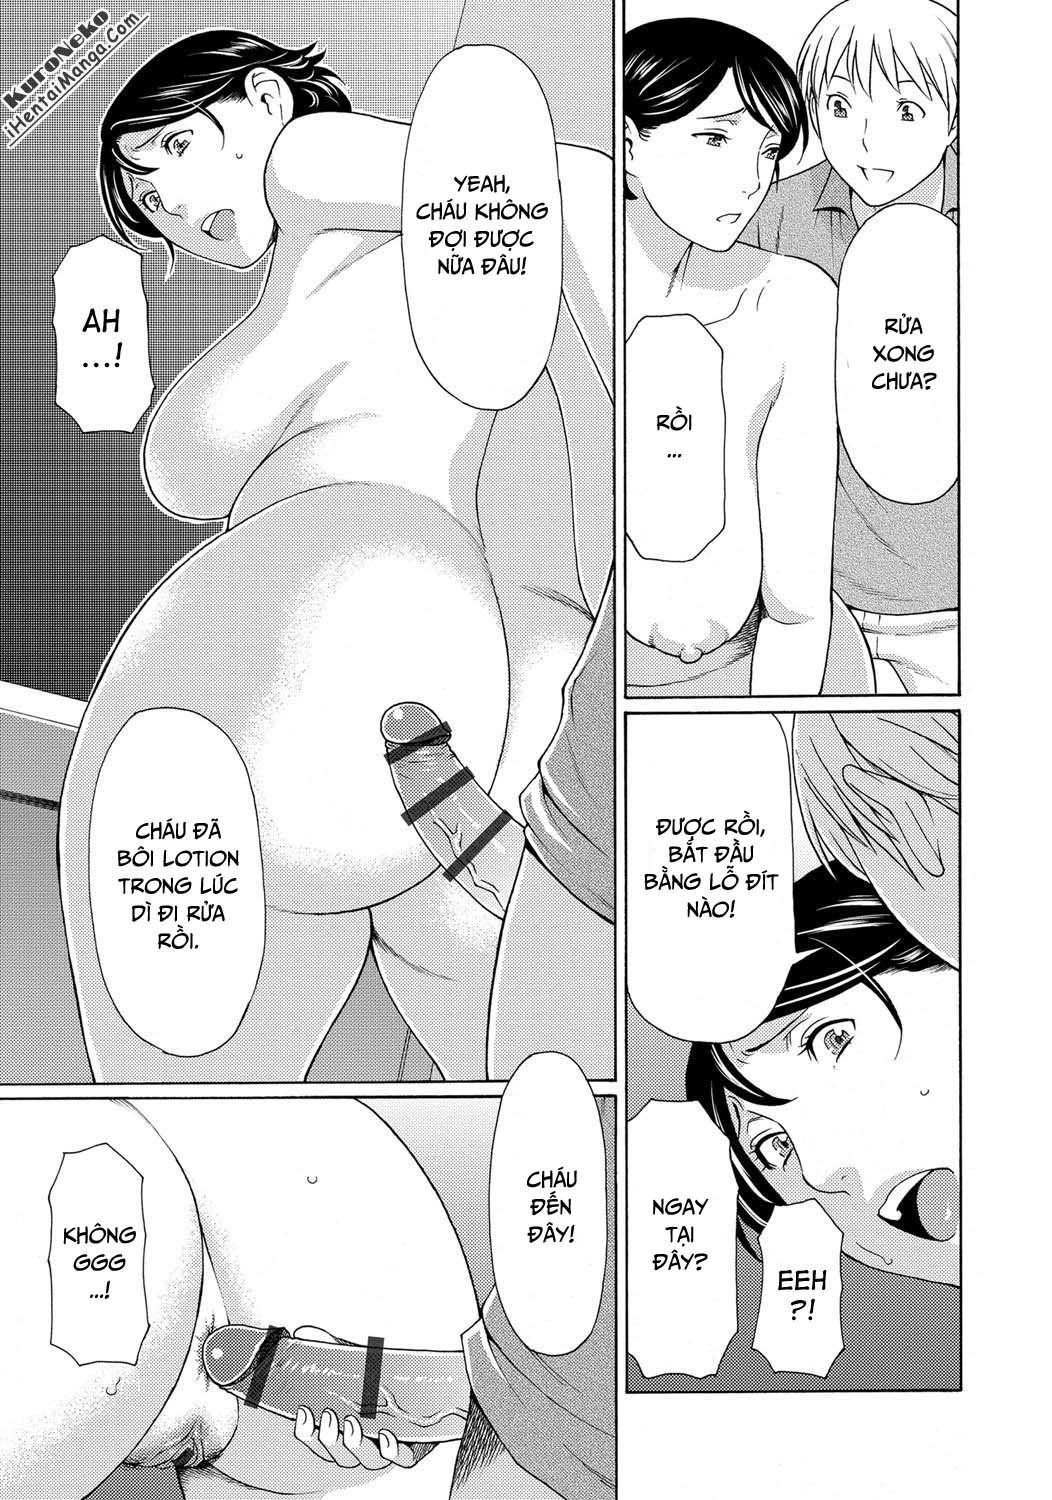 KuroNeko
iHentaiManga.Com
RỬA
XONG
CHƯA?
RỒI
...
ĐƯỢC RỒI,
BẮT ĐẦU
BẰNG LỖ ĐÍT
NÀO!
NGAY
TẠI
ĐÂY?
EEH
?!
YEAH,
CHÁU KHÔNG
ĐỢI ĐƯỢC
NỮA ĐÂU!
AH
...!
CHÁU ĐÃ
BÔI LOTION
TRONG LÚC
DÌ ĐI RỬA
RỒI.
CHÁU
ĐẾN
ĐÂY!
KHÔNG
GGG
...!